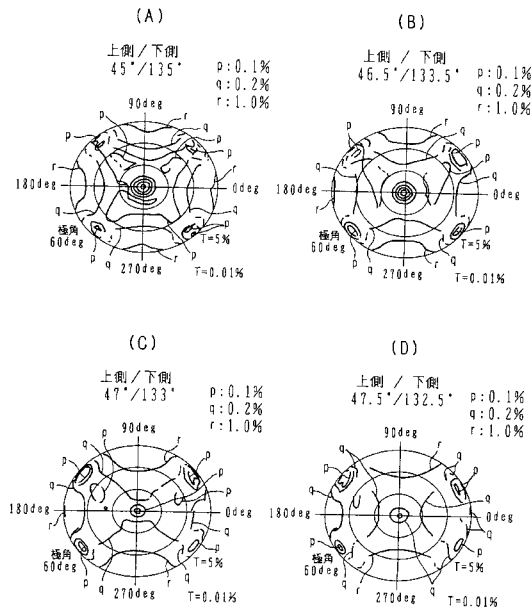 (A)
上側 / 下側
45°/135°
p:0.1%
q:0.2%
r:1.0%
90deg
p
q
r
q
p
p
r
180deg
0deg
q
極角
60deg
p
q
270deg
r
q
p
T=5%
T=0.01%
(B)
上側 / 下側
46.5°/133.5°
p:0.1%
q:0.2%
r:1.0%
90deg
p
q
r
q
p
r
180deg
0deg
r
q
極角
60deg
p
q
270deg
r
q
p
T=5%
T=0.01%
(C)
上側 / 下側
47°/133°
p:0.1%
q:0.2%
r:1.0%
90deg
p
q
p
r
p
q
r
p
180deg
0deg
r
q
極角
60deg
p
q
270deg
r
q
p
T=5%
T=0.01%
(D)
上側 / 下側
47.5°/132.5°
p:0.1%
q:0.2%
r:1.0%
90deg
q
r
p
q
p
q
r
180deg
0deg
q
極角
60deg
p
270deg
r
q
p
T=5%
T=0.01%